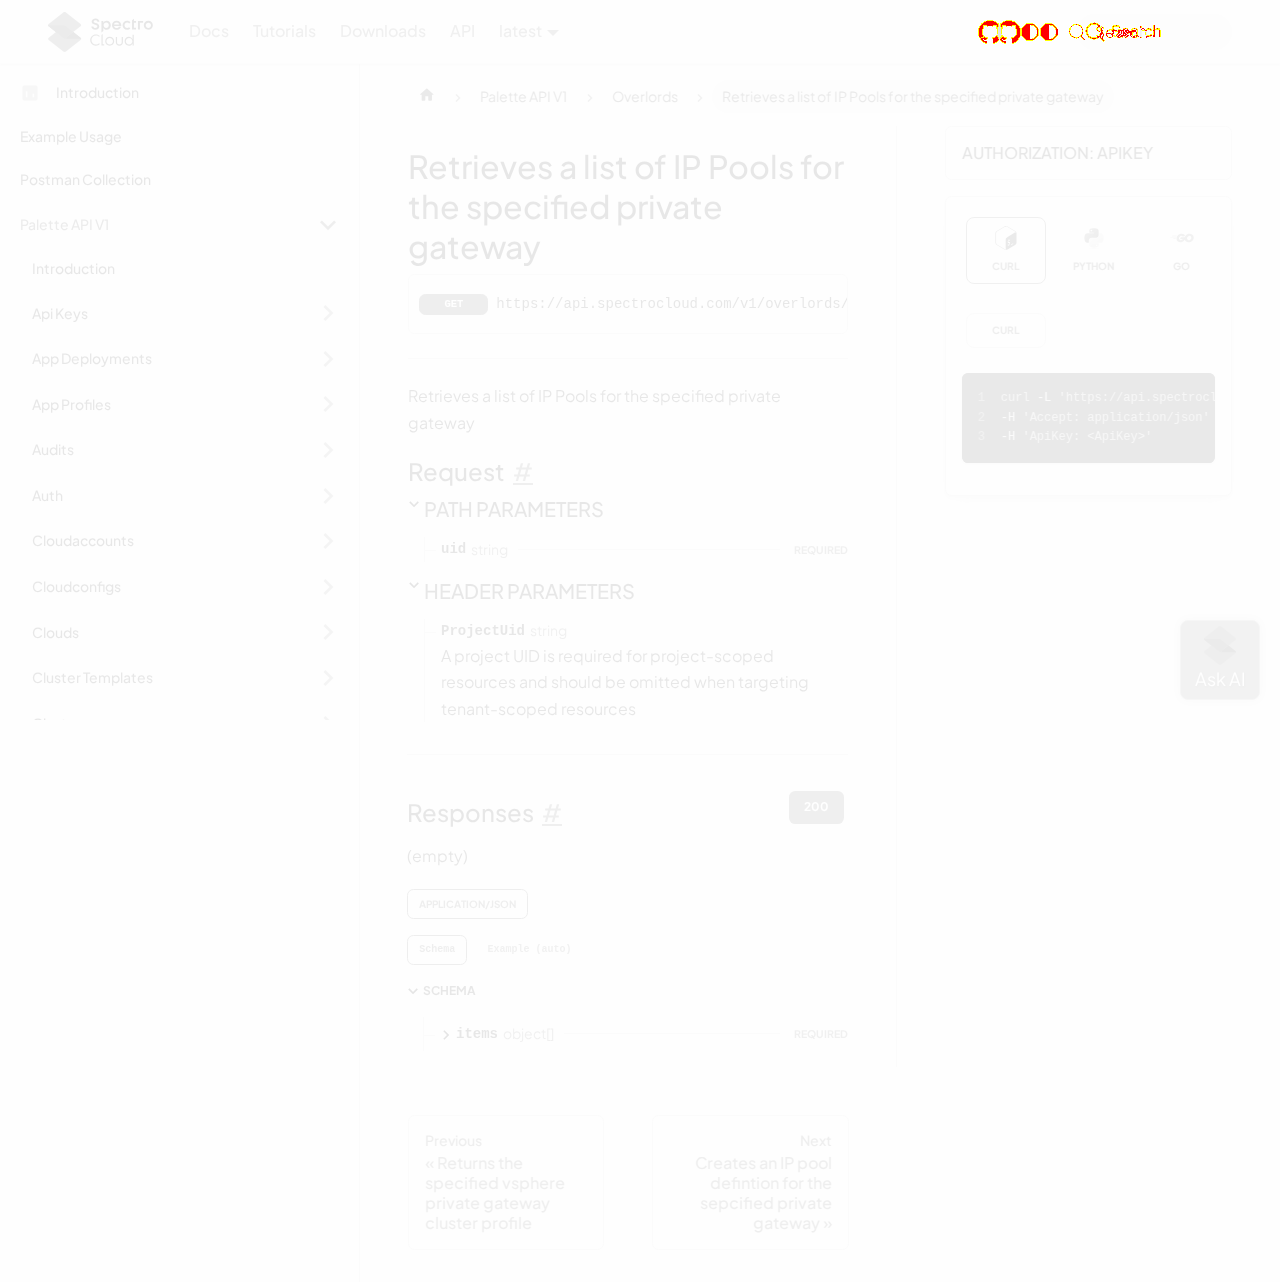 Spectro
Cloud
Docs
Tutorials
Downloads
API
latest
Search
Introduction
Example Usage
Postman Collection
Palette API V1
Introduction
Api Keys
App Deployments
App Profiles
Audits
Auth
Cloudaccounts
Cloudconfigs
Clouds
Cluster Templates
Palette API V1
Overlords
Retrieves a list of IP Pools for the specified private gateway
Retrieves a list of IP Pools for
the specified private
gateway
GET
https://api.spectrocloud.com/v1/overlords/
Retrieves a list of IP Pools for the specified private
gateway
Request #
PATH PARAMETERS
uid string
REQUIRED
HEADER PARAMETERS
ProjectUid string
A project UID is required for project-scoped
resources and should be omitted when targeting
tenant-scoped resources
Responses #
200
(empty)
APPLICATION/JSON
Schema
Example (auto)
SCHEMA
items object[]
REQUIRED
Previous
« Returns the
specified vsphere
private gateway
cluster profile
Next
Creates an IP pool
defintion for the
sepcified private
gateway »
AUTHORIZATION: APIKEY
CURL
PYTHON
GO
GO
CURL
1 curl -L 'https://api.spectrocl
2 -H 'Accept: application/json'
3 -H 'ApiKey: <ApiKey>'
Ask AI